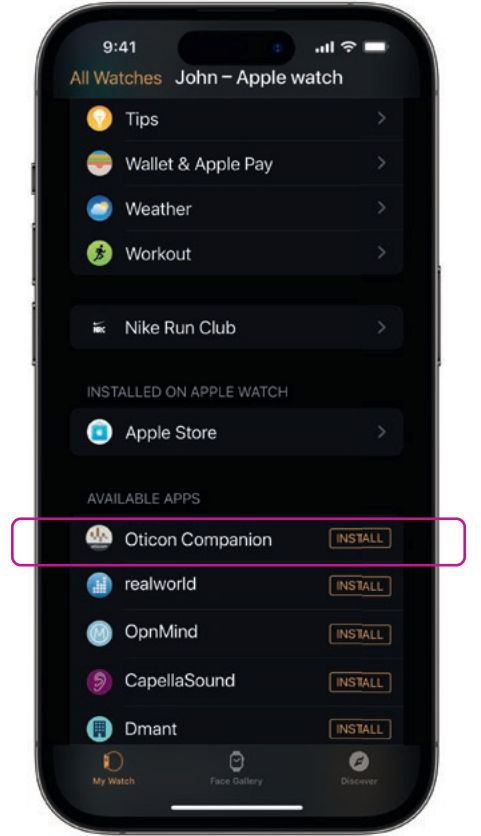 9:41
All Watches John – Apple watch
Tips
Wallet & Apple Pay
Weather
Workout
NRC Nike Run Club
INSTALLED ON APPLE WATCH
Apple Store
AVAILABLE APPS
Oticon Companion INSTALL
realworld INSTALL
OpnMind INSTALL
CapellaSound INSTALL
Dmant INSTALL
My Watch Face Gallery Discover